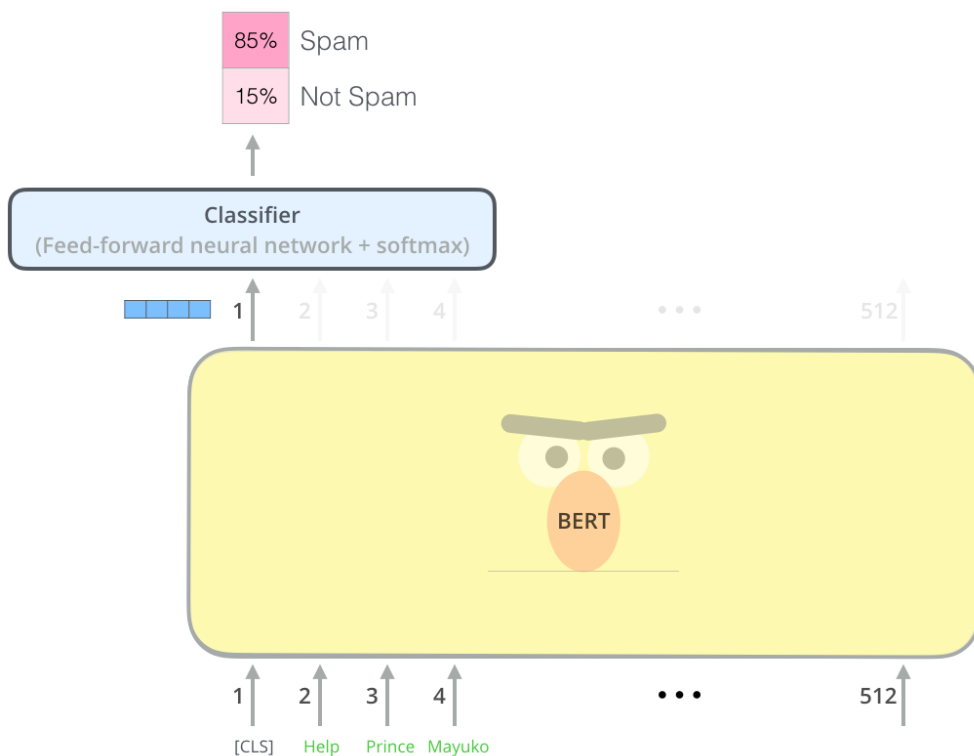 85% Spam
15% Not Spam
Classifier
(Feed-forward neural network + softmax)
1 2 3 4 ••• 512
BERT
1 2 3 4 ••• 512
[CLS] Help Prince Mayuko